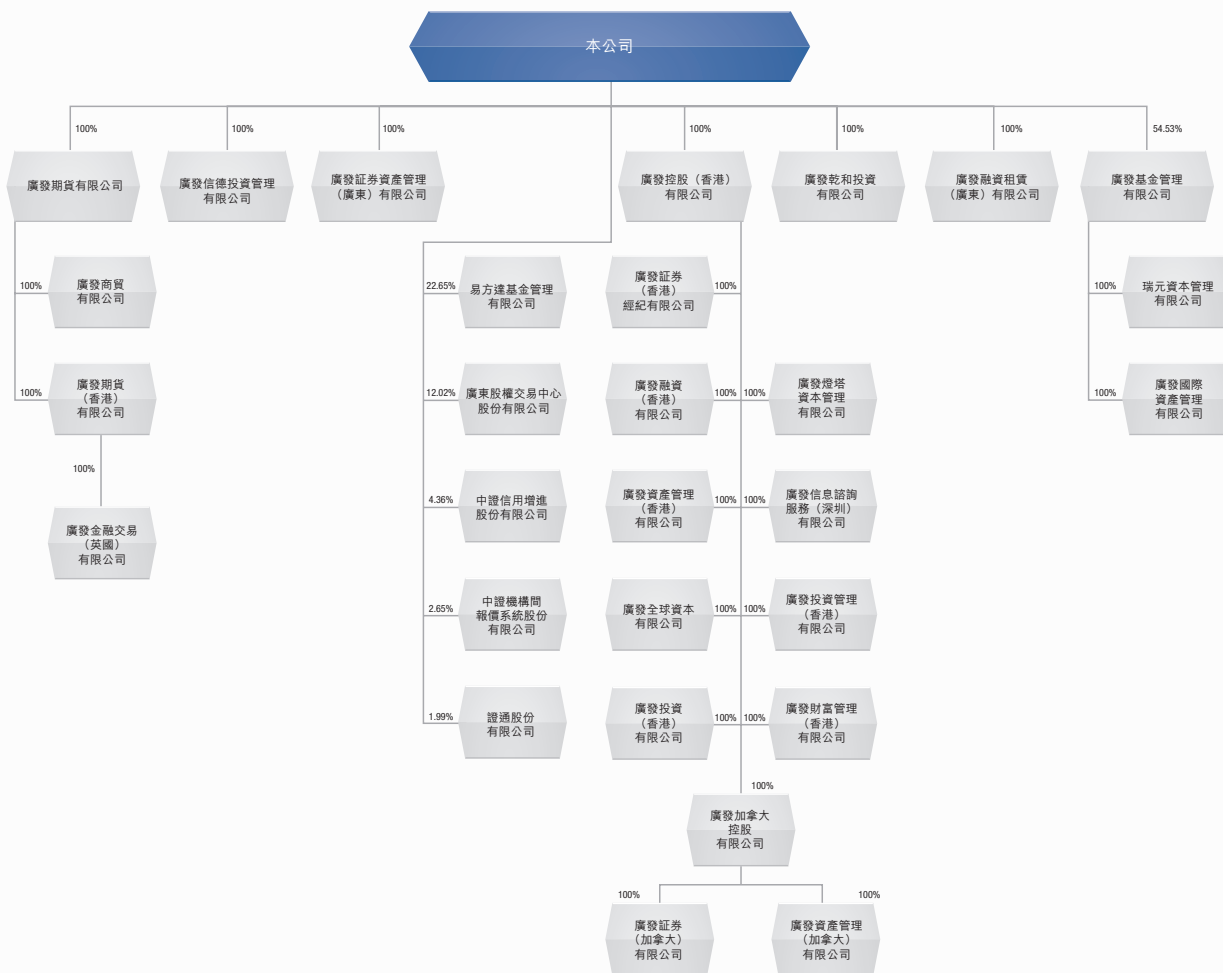 本公司
100%
100%
100%
100%
100%
100%
54.53%
廣發期貨有限公司
廣發信德投資管理
有限公司
廣發証券資產管理
（廣東）有限公司
廣發控股（香港）
有限公司
廣發乾和投資
有限公司
廣發融資租賃
（廣東）有限公司
廣發基金管理
有限公司
100%
廣發商貿
有限公司
100%
廣發期貨
（香港）
有限公司
100%
廣發金融交易
（英國）
有限公司
22.65%
易方達基金管理
有限公司
12.02%
廣東股權交易中心
股份有限公司
4.36%
中證信用增進
股份有限公司
2.65%
中證機構間
報價系統股份
有限公司
1.99%
證通股份
有限公司
廣發証券
（香港）
經紀有限公司
100%
廣發融資
（香港）
有限公司
100%
100%
廣發燈塔
資本管理
有限公司
廣發資產管理
（香港）
有限公司
100%
100%
廣發信息諮詢
服務（深圳）
有限公司
廣發全球資本
有限公司
100%
100%
廣發投資管理
（香港）
有限公司
廣發投資
（香港）
有限公司
100%
100%
廣發財富管理
（香港）
有限公司
100%
廣發加拿大
控股
有限公司
100%
廣發証券
（加拿大）
有限公司
100%
廣發資產管理
（加拿大）
有限公司
100%
瑞元資本管理
有限公司
100%
廣發國際
資產管理
有限公司